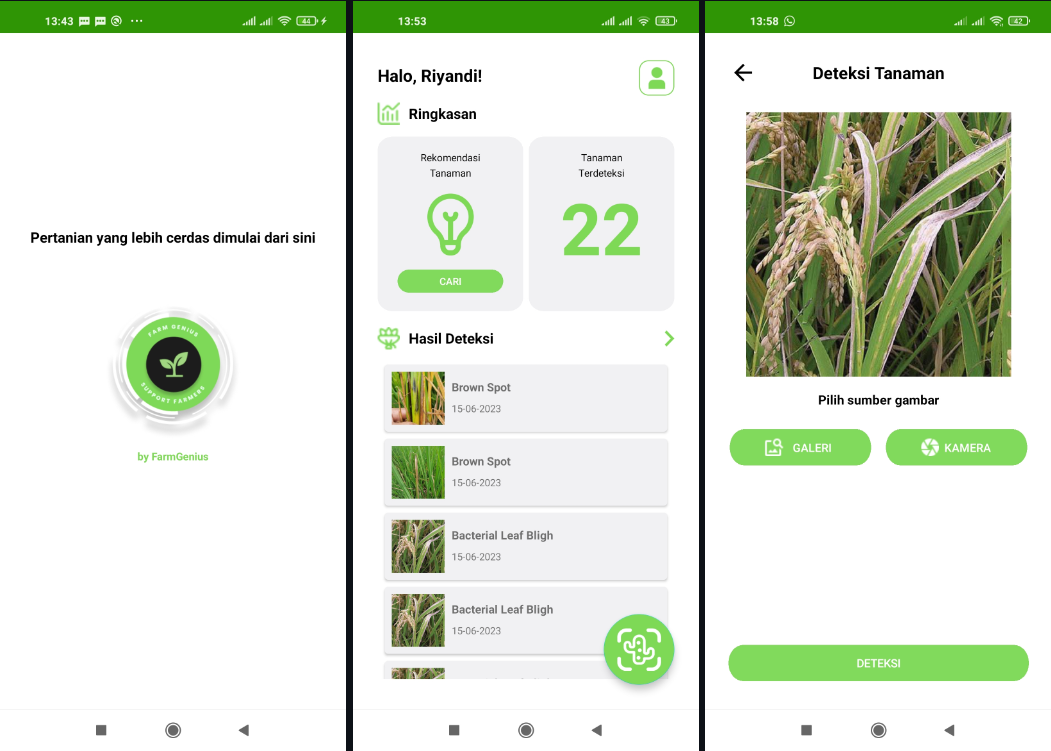 13:43
44
Pertanian yang lebih cerdas dimulai dari sini
FARM GENIUS
SUPPORT FARMERS
by FarmGenius
13:53
43
Halo, Riyandi!
Ringkasan
Rekomendasi
Tanaman
CARI
Tanaman
Terdeteksi
22
Hasil Deteksi
Brown Spot
15-06-2023
Brown Spot
15-06-2023
Bacterial Leaf Bligh
15-06-2023
Bacterial Leaf Bligh
15-06-2023
13:58
42
Deteksi Tanaman
Pilih sumber gambar
GALERI
KAMERA
DETEKSI